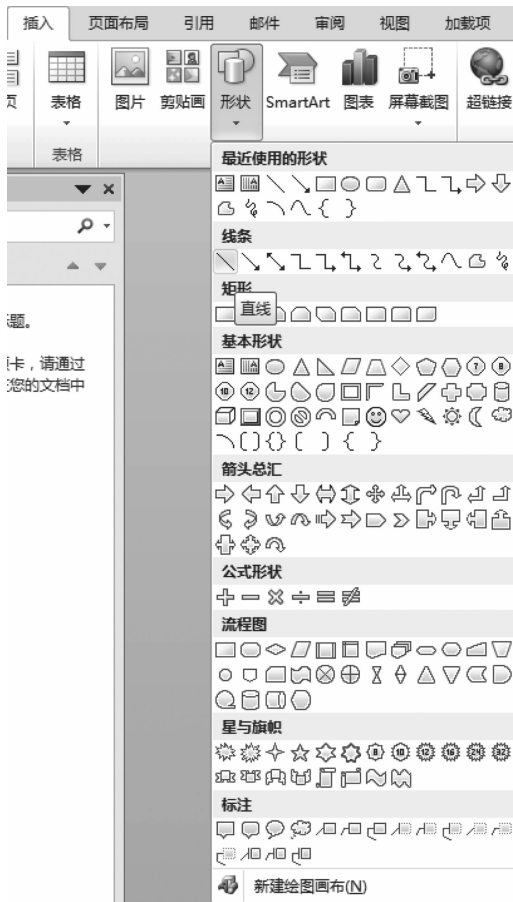 插入 页面布局 引用 邮件 审阅 视图 加载项
页 表格 图片 剪贴画 形状 SmartArt 图表 屏幕截图 超链接
表格
最近使用的形状
线条
矩形
直线
标题。
卡，请通过
您的文档中
基本形状
箭头总汇
公式形状
流程图
星与旗帜
标注
新建绘图画布(N)